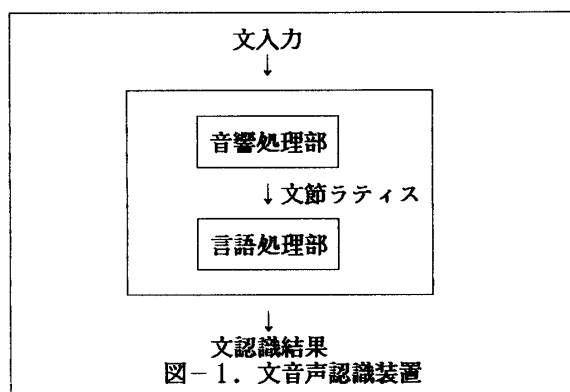 文入力
↓
音響処理部
↓文節ラティス
言語処理部
↓
文認識結果
図－１．文音声認識装置